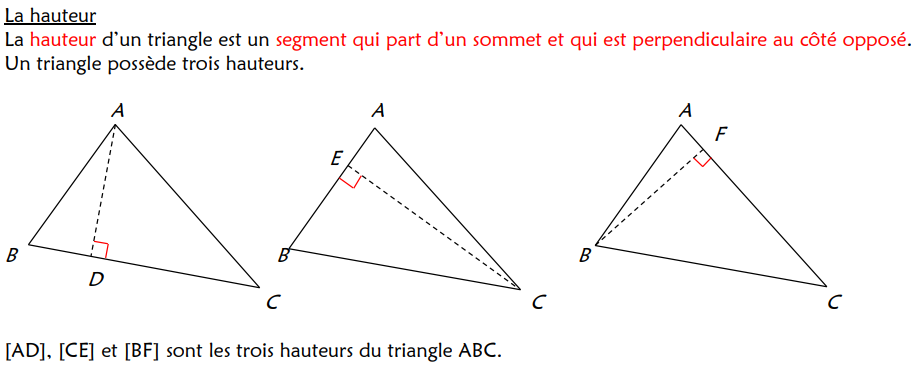 La hauteur
La hauteur d'un triangle est un segment qui part d'un sommet et qui est perpendiculaire au côté opposé.
Un triangle possède trois hauteurs.
A
B
D
C
A
E
B
C
A
F
B
C
[AD], [CE] et [BF] sont les trois hauteurs du triangle ABC.